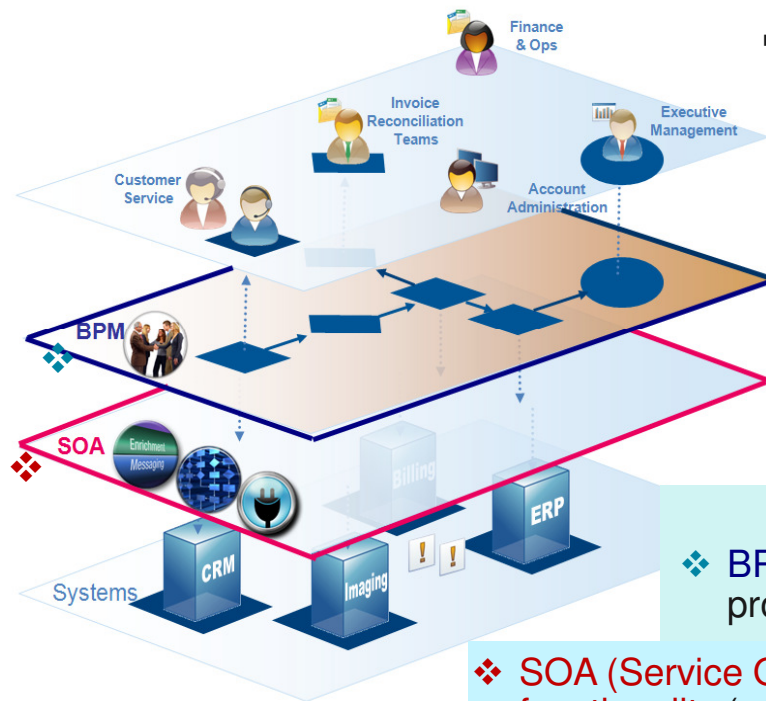 Finance
& Ops
Invoice
Reconciliation
Teams
Executive
Management
Customer
Service
Account
Administration
BPM
SOA
Enrichment
Messaging
Billing
ERP
CRM
Imaging
! !
Systems
❖ BP
pro
❖ SOA (Service O